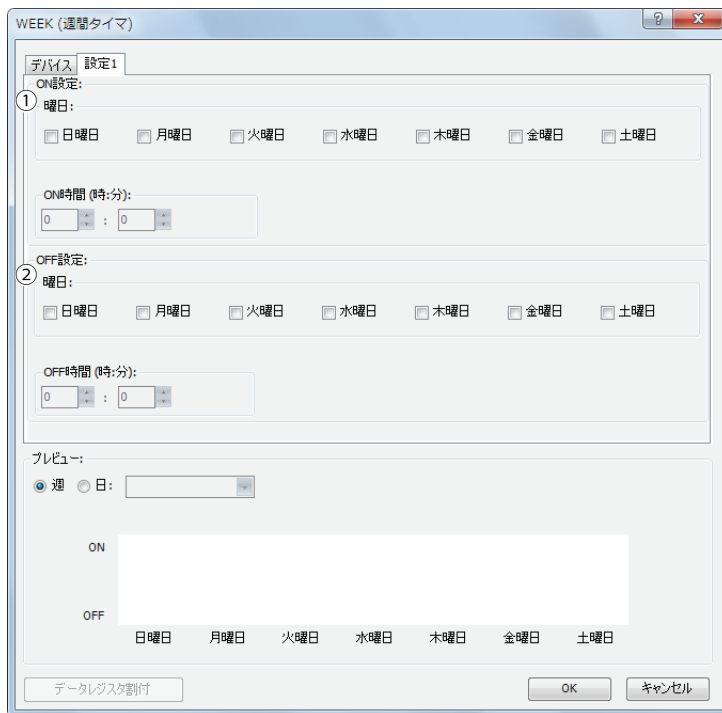 WEEK (週間タイマ)
デバイス 設定1
ON設定:
① 曜日:
日曜日 月曜日 火曜日 水曜日 木曜日 金曜日 土曜日
ON時間 (時:分):
0 : 0
OFF設定:
② 曜日:
日曜日 月曜日 火曜日 水曜日 木曜日 金曜日 土曜日
OFF時間 (時:分):
0 : 0
プレビュー:
週 日:
ON
OFF
日曜日 月曜日 火曜日 水曜日 木曜日 金曜日 土曜日
データレジスタ割付 OK キャンセル